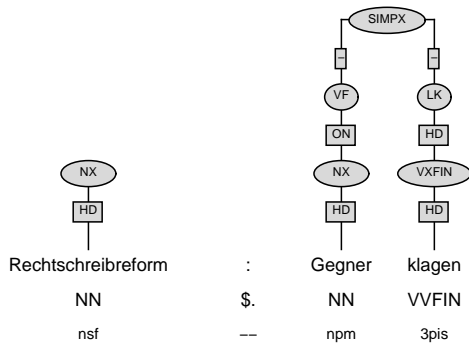 SIMPX
– –
VF LK
ON HD
NX NX VXFIN
HD HD HD
Rechtschreibreform : Gegner klagen
NN $. NN VVFIN
nsf −− npm 3pis